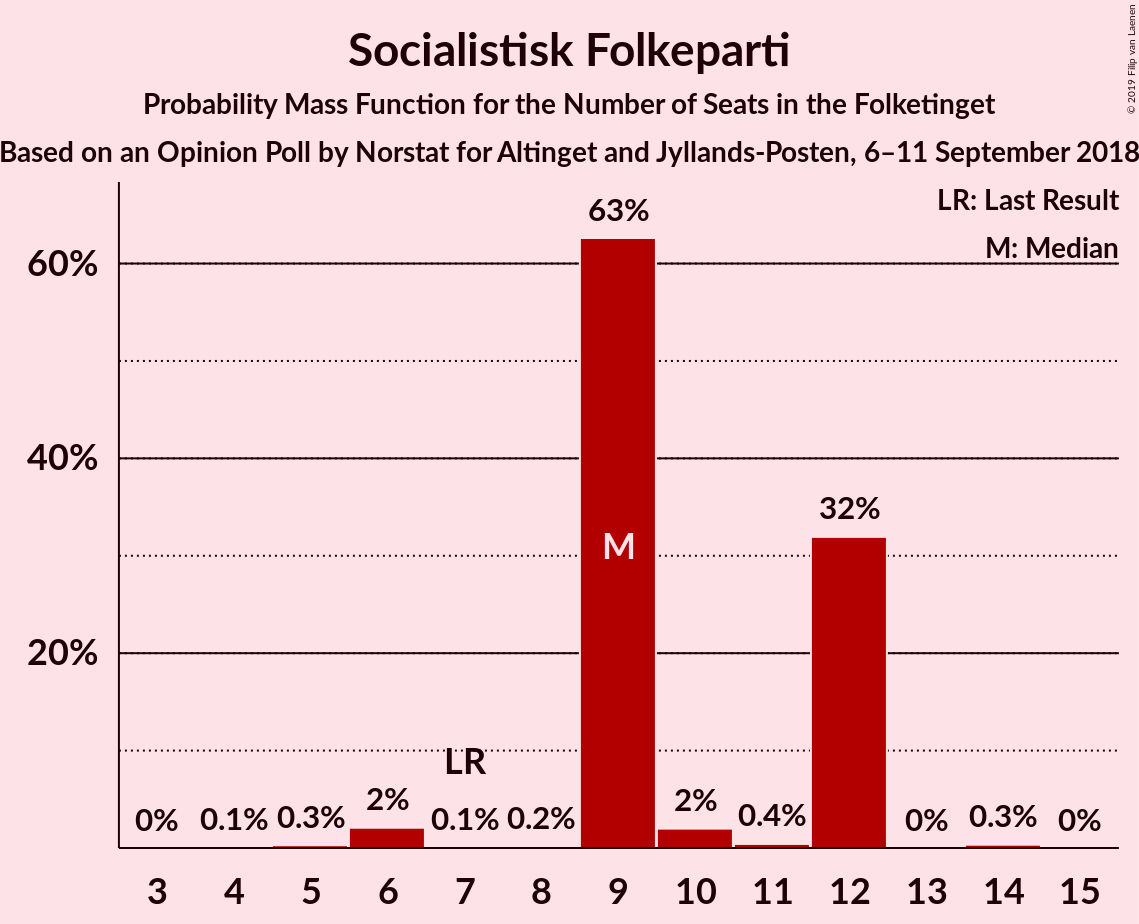 Socialistisk Folkeparti
Probability Mass Function for the Number of Seats in the Folketinget
Based on an Opinion Poll by Norstat for Altinget and Jyllands-Posten, 6–11 September 2018
© 2019 Filip van Laenen
LR: Last Result
M: Median
60%
40%
20%
0% 0.1% 0.3% 2% 0.1% 0.2% 63% 2% 0.4% 32% 0% 0.3% 0%
LR
M
3 4 5 6 7 8 9 10 11 12 13 14 15